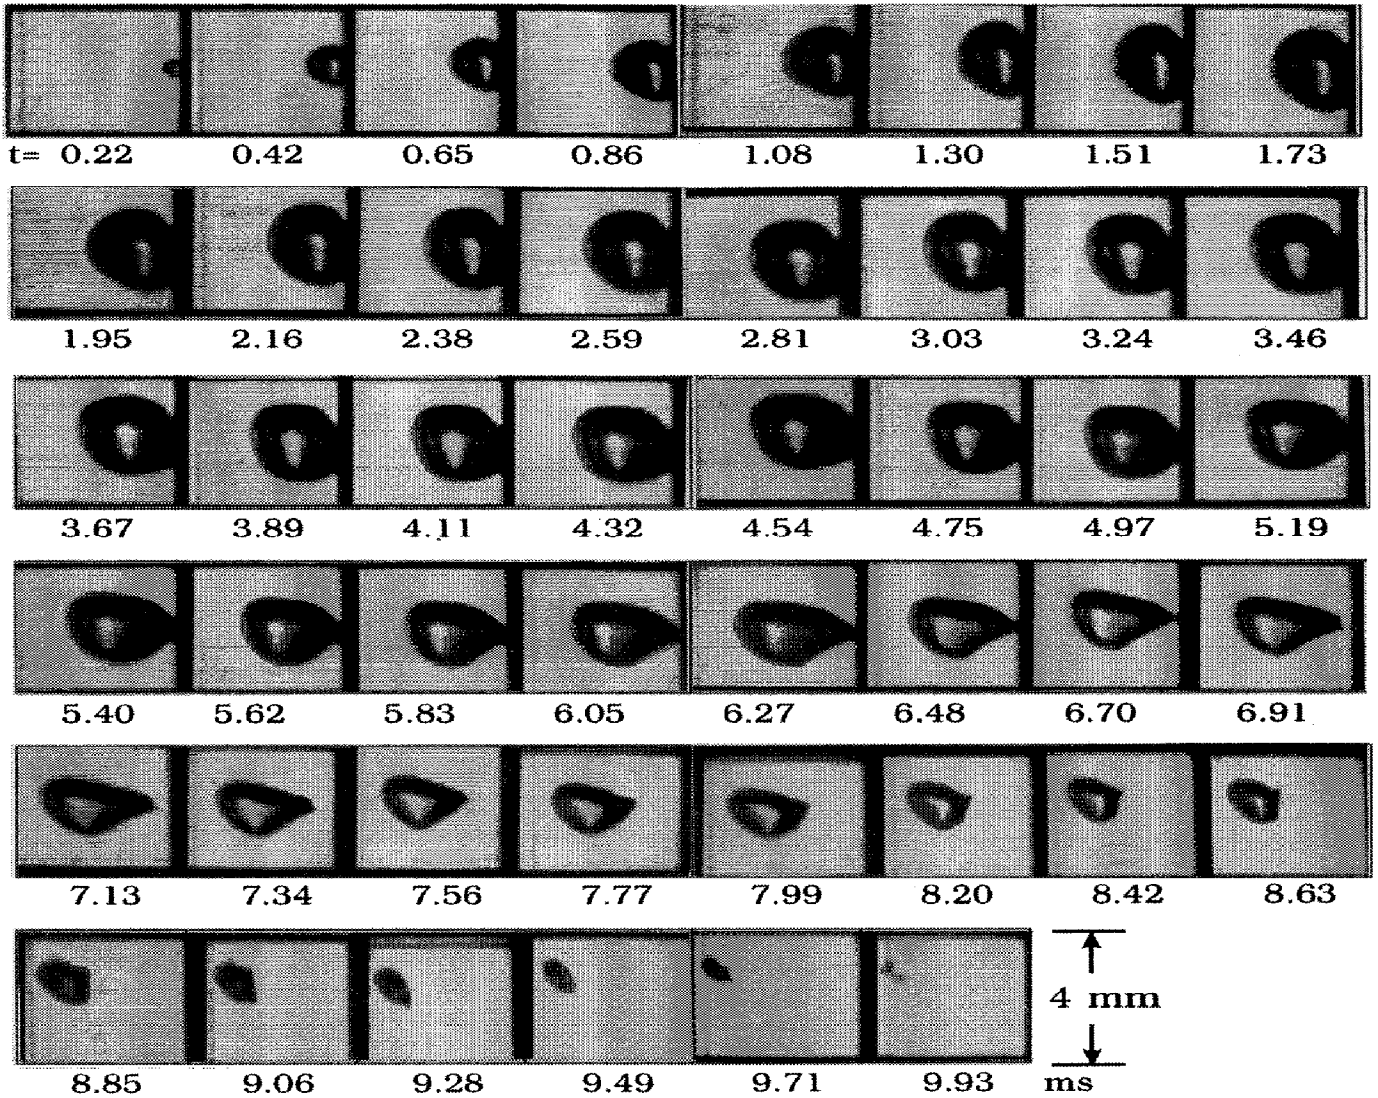 t= 0.22 0.42 0.65 0.86 1.08 1.30 1.51 1.73
1.95 2.16 2.38 2.59 2.81 3.03 3.24 3.46
3.67 3.89 4.11 4.32 4.54 4.75 4.97 5.19
5.40 5.62 5.83 6.05 6.27 6.48 6.70 6.91
7.13 7.34 7.56 7.77 7.99 8.20 8.42 8.63
4 mm
8.85 9.06 9.28 9.49 9.71 9.93 ms